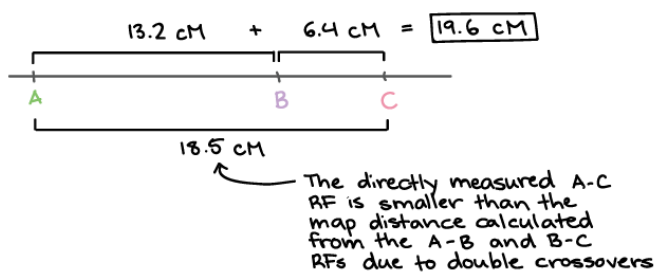 13.2 cM + 6.4 cM = 19.6 cM
A B C
18.5 cM
The directly measured A-C
RF is smaller than the
map distance calculated
from the A-B and B-C
RFs due to double crossovers